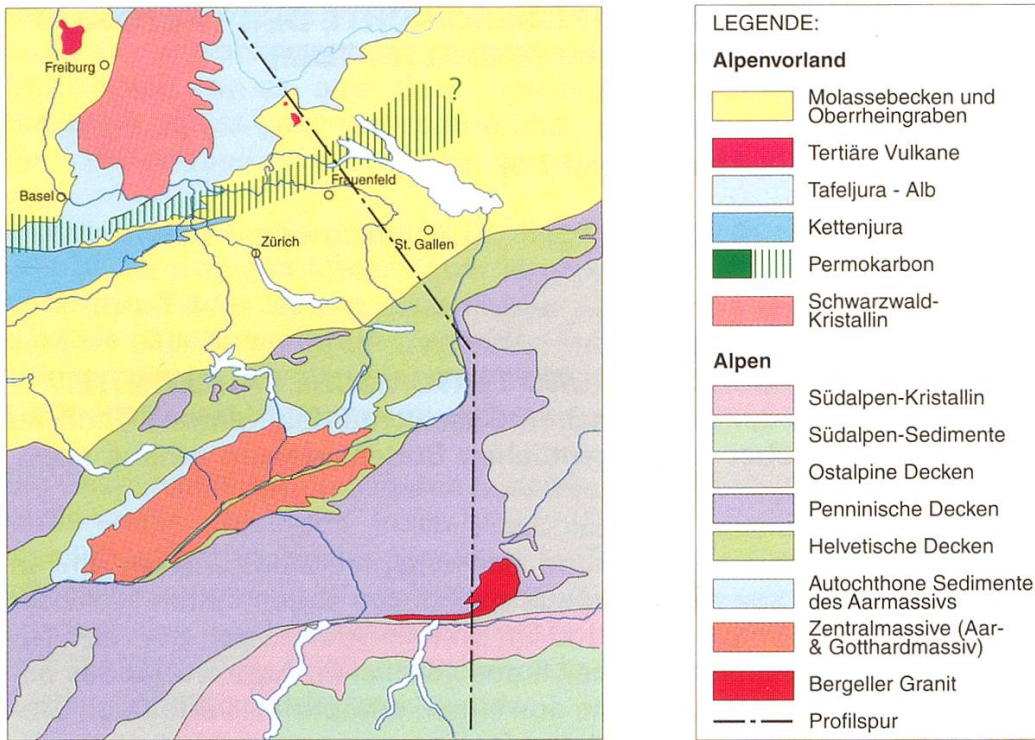 Freiburg
Basel
Zürich
Frauenfeld
St. Gallen
?
LEGENDE:
Alpenvorland
Molassebecken und
Oberrheingraben
Tertiäre Vulkane
Tafeljura - Alb
Kettenjura
Permokarbon
Schwarzwald-
Kristallin
Alpen
Südalpen-Kristallin
Südalpen-Sedimente
Ostalpine Decken
Penninische Decken
Helvetische Decken
Autochthone Sedimente
des Aarmassivs
Zentralmassive (Aar-
& Gotthardmassiv)
Bergeller Granit
Profilspur